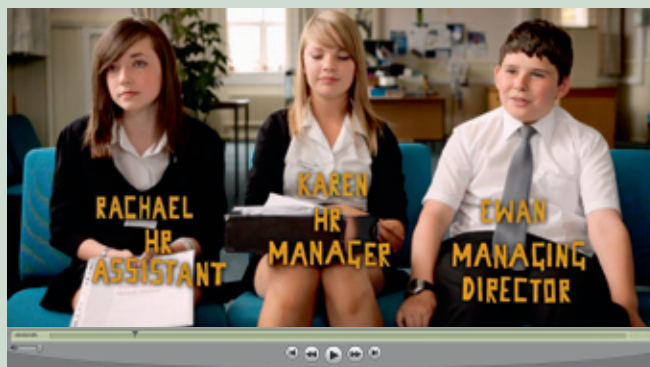 RACHAEL
HR
ASSISTANT
KAREN
HR
MANAGER
EWAN
MANAGING
DIRECTOR